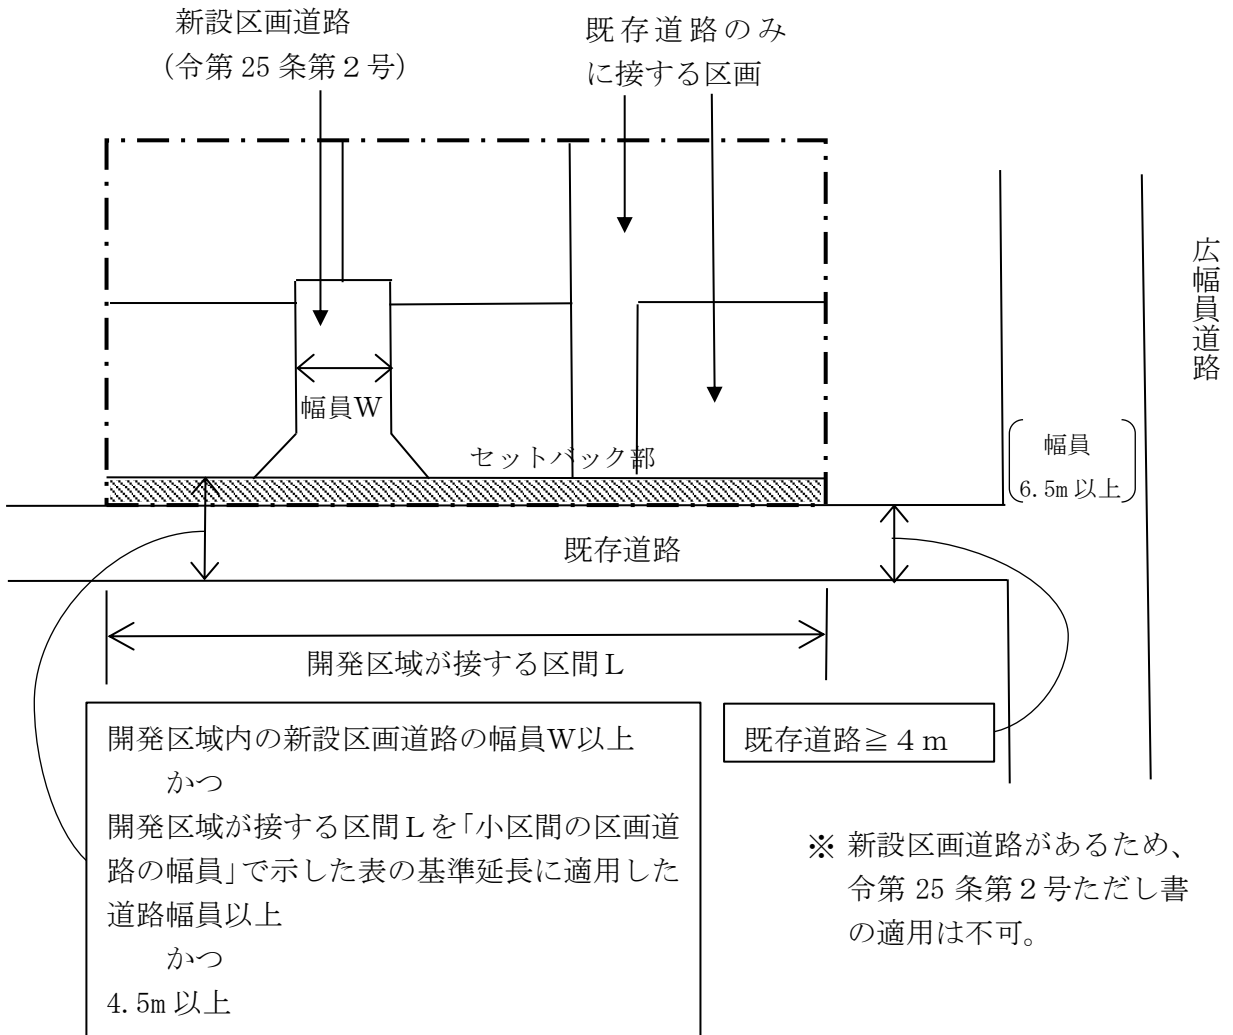 新設区画道路
(令第 25 条第２号)
既存道路のみ
に接する区画
広幅員道路
幅員W
セットバック部
幅員
6.5m 以上
既存道路
開発区域が接する区間Ｌ
開発区域内の新設区画道路の幅員W以上
かつ
開発区域が接する区間Ｌを「小区間の区画道
路の幅員」で示した表の基準延長に適用した
道路幅員以上
かつ
4.5m 以上
既存道路≧４ｍ
※ 新設区画道路があるため、
令第 25 条第２号ただし書
の適用は不可。